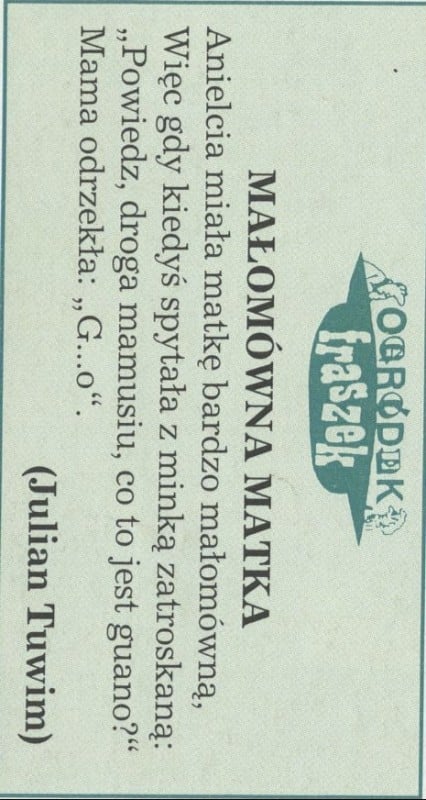 OGRÓDEK
fraszek
MAŁOMÓWNA MATKA
Anielcia miała matkę bardzo małomówną,
Więc gdy kiedyś spytała z minką zatroskaną:
„Powiedz, droga mamusiu, co to jest guano?“
Mama odrzekła: „G...o“.
(Julian Tuwim)